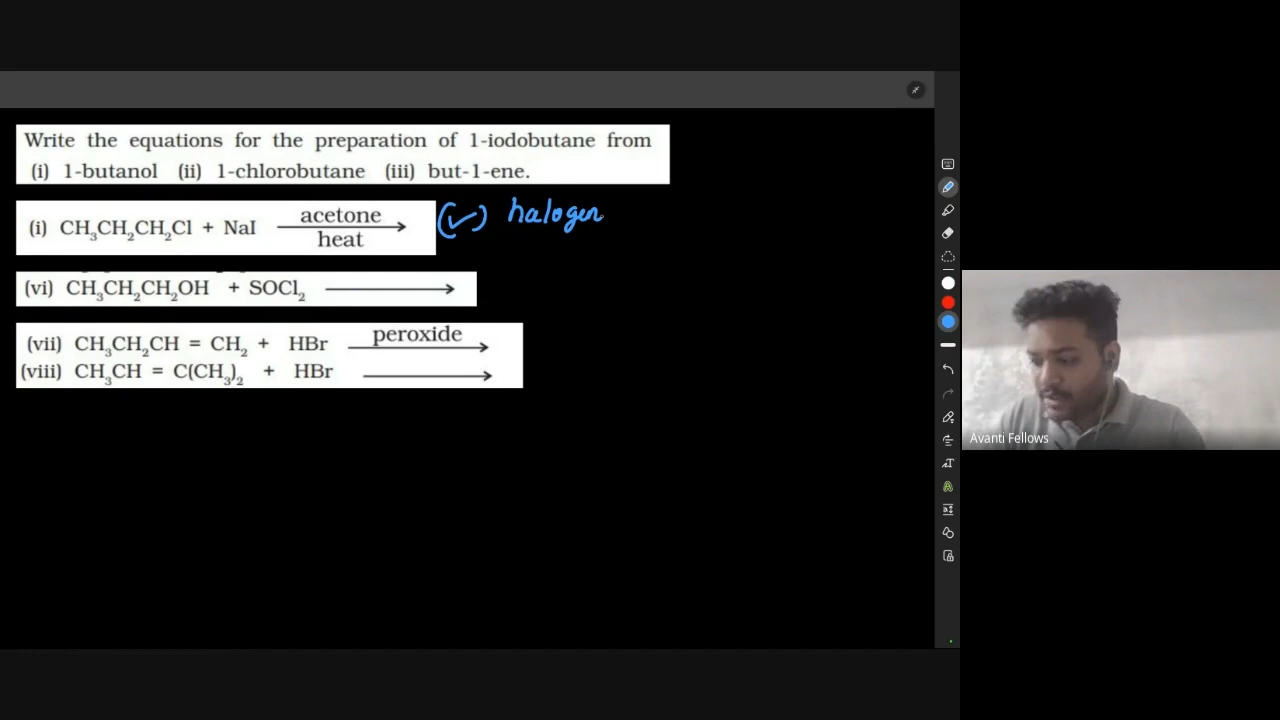 Write the equations for the preparation of 1-iodobutane from
(i) 1-butanol (ii) 1-chlorobutane (iii) but-1-ene.
(i) CH₃CH₂CH₂Cl + NaI acetone heat
halogen
(vi) CH₃CH₂CH₂OH + SOCl₂
(vii) CH₃CH₂CH = CH₂ + HBr peroxide
(viii) CH₃CH = C(CH₃)₂ + HBr
Avanti Fellows